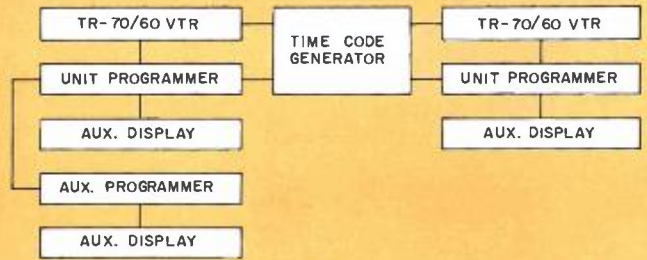 TR-70/60 VTR
UNIT PROGRAMMER
AUX. DISPLAY
AUX. PROGRAMMER
AUX. DISPLAY
TIME CODE
GENERATOR
TR-70/60 VTR
UNIT PROGRAMMER
AUX. DISPLAY